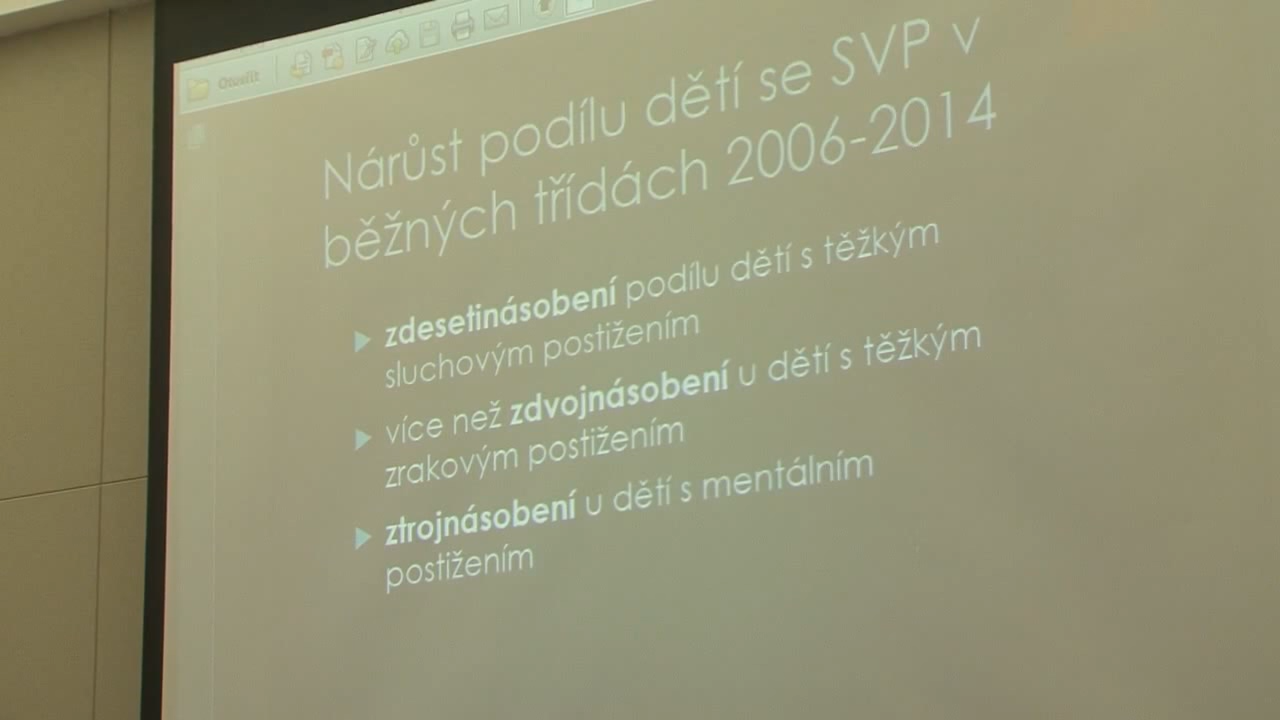 Otevřít
Nárůst podílu dětí se SVP v
běžných třídách 2006-2014
zdesetinásobení podílu dětí s těžkým
sluchovým postižením
více než zdvojnásobení u dětí s těžkým
zrakovým postižením
ztrojnásobení u dětí s mentálním
postižením